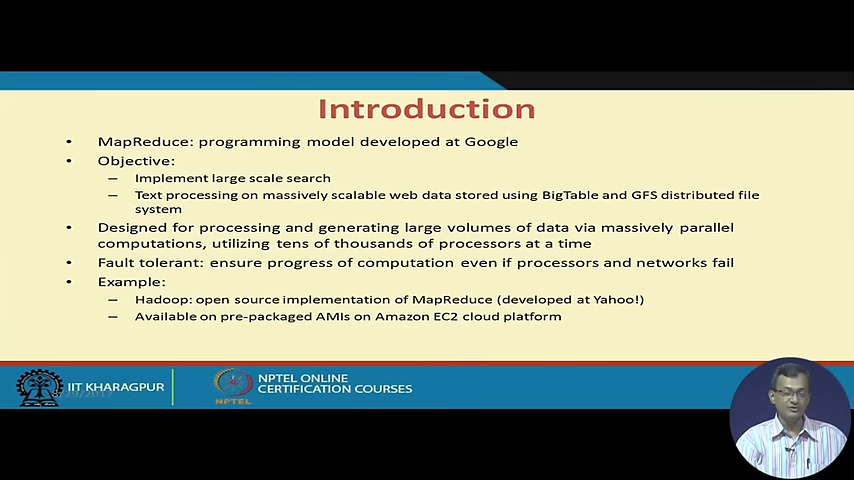 Introduction
• MapReduce: programming model developed at Google
• Objective:
– Implement large scale search
– Text processing on massively scalable web data stored using BigTable and GFS distributed file
system
• Designed for processing and generating large volumes of data via massively parallel
computations, utilizing tens of thousands of processors at a time
• Fault tolerant: ensure progress of computation even if processors and networks fail
• Example:
– Hadoop: open source implementation of MapReduce (developed at Yahoo!)
– Available on pre-packaged AMIs on Amazon EC2 cloud platform
IIT KHARAGPUR
NPTEL
NPTEL ONLINE
CERTIFICATION COURSES